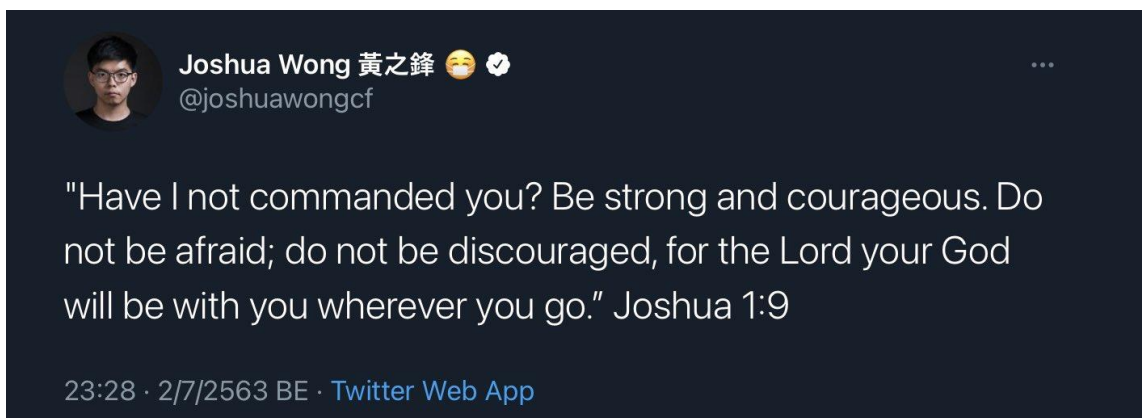 Joshua Wong 黃之鋒 😷
@joshuawongcf
"Have I not commanded you? Be strong and courageous. Do
not be afraid; do not be discouraged, for the Lord your God
will be with you wherever you go.” Joshua 1:9
23:28 · 2/7/2563 BE · Twitter Web App